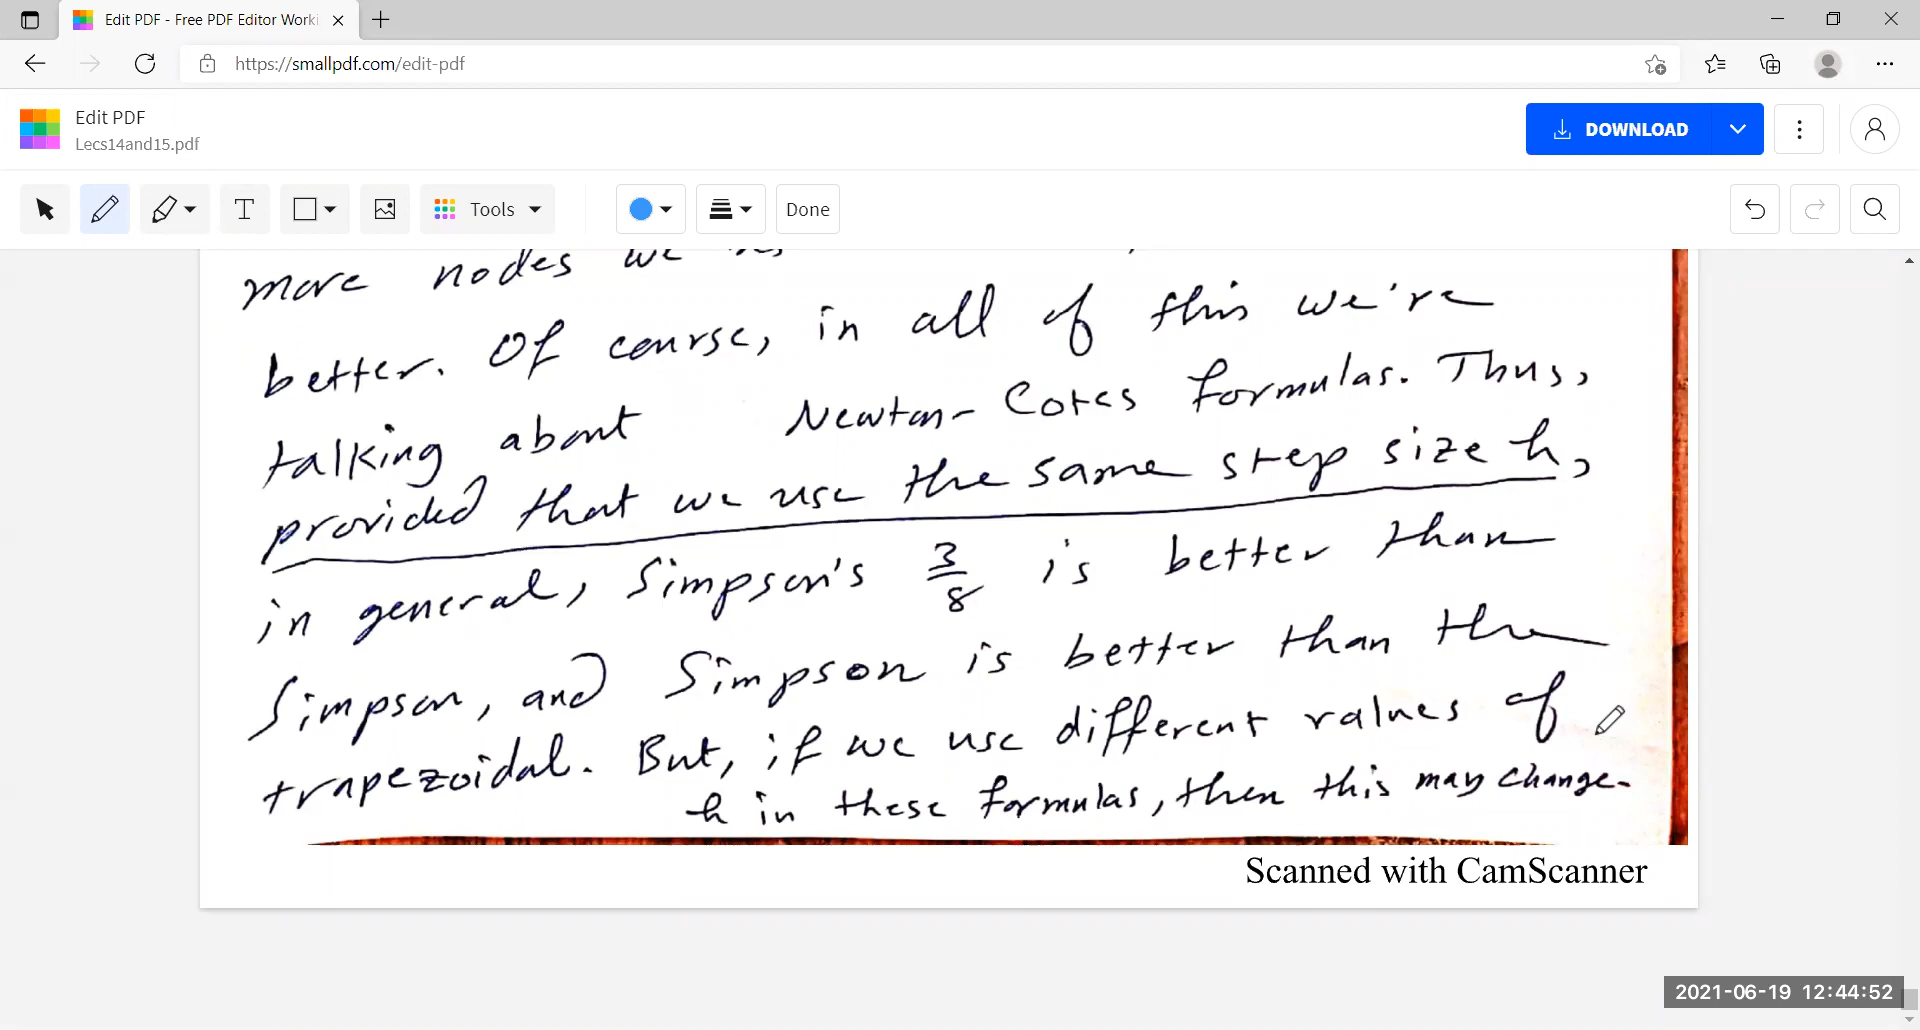 Edit PDF - Free PDF Editor Worki
https://smallpdf.com/edit-pdf
Edit PDF
Lecs14and15.pdf
DOWNLOAD
T
Tools
Done
more nodes we
better. Of course, in all of this we're
talking about Newton-Cotes formulas. Thus,
provided that we use the same step size h,
in general, Simpson's 3/8 is better than
Simpson, and Simpson is better than the
trapezoidal. But, if we use different values of
h in these formulas, then this may change.
Scanned with CamScanner
2021-06-19 12:44:52